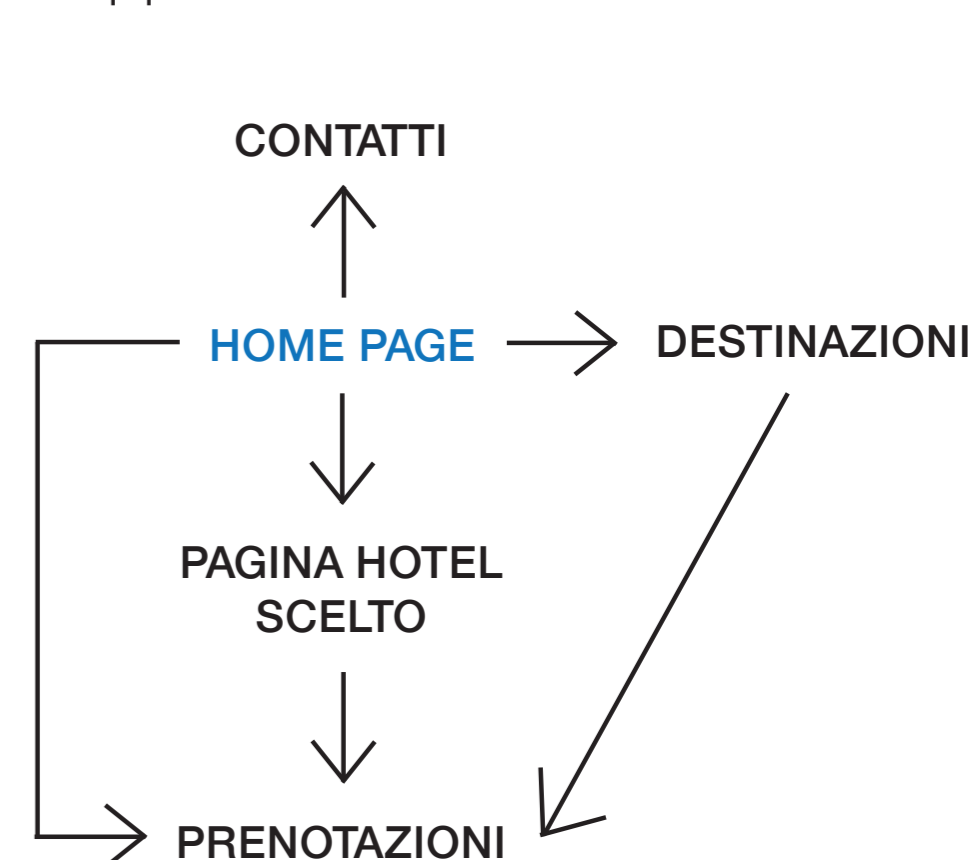 CONTATTI
HOME PAGE
DESTINAZIONI
PAGINA HOTEL
SCELTO
PRENOTAZIONI